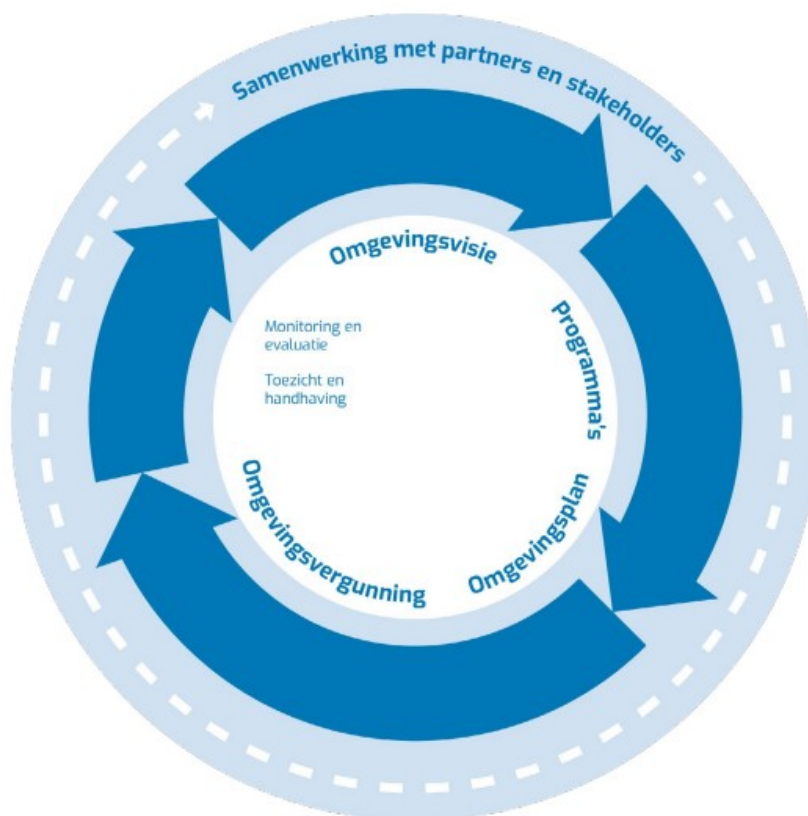 Samenwerking met partners en stakeholders
Omgevingsvisie
Programma's
Omgevingsplan
Omgevingsvergunning
Monitoring en
evaluatie
Toezicht en
handhaving